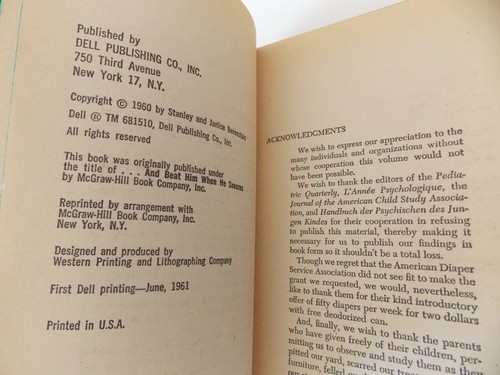 Published by
DELL PUBLISHING CO., INC.
750 Third Avenue
New York 17, N.Y.
Copyright © 1960 by Stanley and Janice Berenstain
Dell ® TM 681510, Dell Publishing Co., Inc.
All rights reserved
This book was originally published under
the title of . . . And Beat Him When He Sneezes
by McGraw-Hill Book Company, Inc.
Reprinted by arrangement with
McGraw-Hill Book Company, Inc.
New York, N.Y.
Designed and produced by
Western Printing and Lithographing Company
First Dell printing—June, 1961
Printed in U.S.A.
ACKNOWLEDGMENTS
We wish to express our appreciation to the
many individuals and organizations without
whose cooperation this volume would not
have been possible.
We wish to thank the editors of the Pedia-
tric Quarterly, L'Année Psychologique, the
Journal of the American Child Study Associa-
tion, and Handbuch der Psychischen des Jun-
gen Kindes for their cooperation in refusing
to publish this material, thereby making it
necessary for us to publish our findings in
book form so it shouldn't be a total loss.
Though we regret that the American Diaper
Service Association did not see fit to make the
grant we requested, we would, nevertheless,
like to thank them for their kind introductory
offer of fifty diapers per week for two dollars
with free deodorized can.
And, finally, we wish to thank the parents
who have given freely of their children, per-
mitting us to observe and study them as they
pitted our yard, scarred our trees,
furniture, felled our